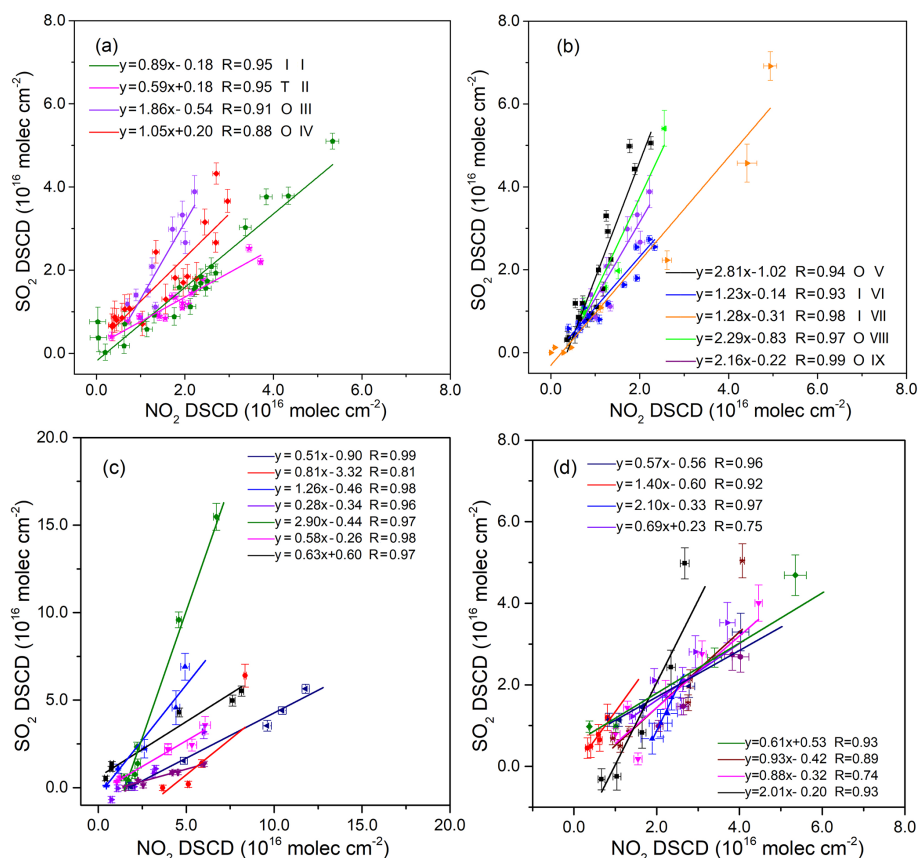 (a)
y=0.89x-0.18 R=0.95 I I
y=0.59x+0.18 R=0.95 T II
y=1.86x-0.54 R=0.91 O III
y=1.05x+0.20 R=0.88 O IV
8.0
6.0
4.0
2.0
0.0
SO2 DSCD (10^16 molec cm^-2)
0.0 2.0 4.0 6.0 8.0
NO2 DSCD (10^16 molec cm^-2)
(b)
y=2.81x-1.02 R=0.94 O V
y=1.23x-0.14 R=0.93 I VI
y=1.28x-0.31 R=0.98 I VII
y=2.29x-0.83 R=0.97 O VIII
y=2.16x-0.22 R=0.99 O IX
8.0
6.0
4.0
2.0
0.0
SO2 DSCD (10^16 molec cm^-2)
0.0 2.0 4.0 6.0 8.0
NO2 DSCD (10^16 molec cm^-2)
(c)
y = 0.51x-0.90 R=0.99
y = 0.81x-3.32 R=0.81
y = 1.26x-0.46 R=0.98
y = 0.28x-0.34 R=0.96
y = 2.90x-0.44 R=0.97
y = 0.58x-0.26 R=0.98
y = 0.63x+0.60 R=0.97
20.0
15.0
10.0
5.0
0.0
SO2 DSCD (10^16 molec cm^-2)
0.0 5.0 10.0 15.0 20.0
NO2 DSCD (10^16 molec cm^-2)
(d)
y=0.57x-0.56 R=0.96
y=1.40x-0.60 R=0.92
y=2.10x-0.33 R=0.97
y=0.69x+0.23 R=0.75
y=0.61x+0.53 R=0.93
y=0.93x-0.42 R=0.89
y=0.88x-0.32 R=0.74
y=2.01x-0.20 R=0.93
8.0
6.0
4.0
2.0
0.0
SO2 DSCD (10^16 molec cm^-2)
0.0 2.0 4.0 6.0 8.0
NO2 DSCD (10^16 molec cm^-2)